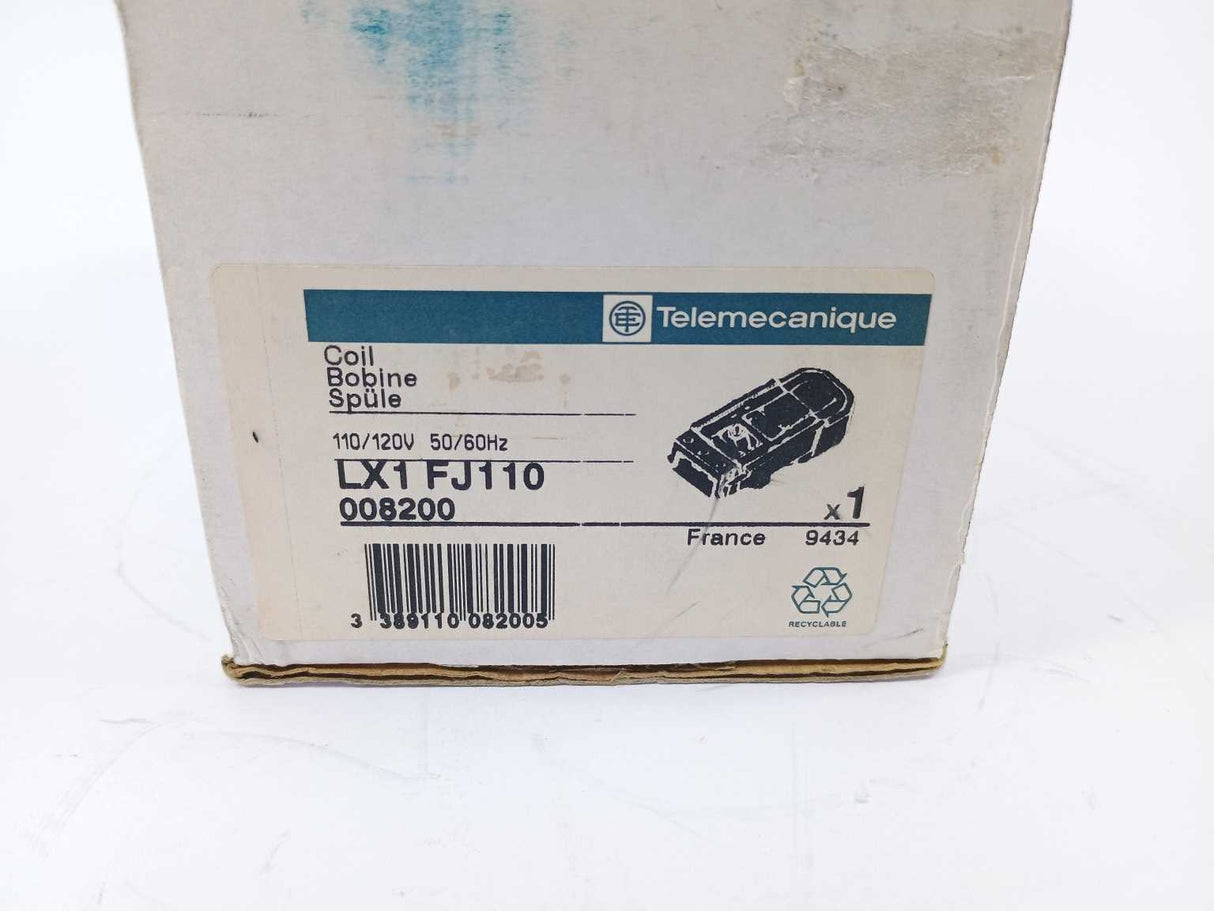 Telemecanique
Coil
Bobine
Spüle
110/120V 50/60Hz
LX1 FJ110
008200
x1
France 9434
3 389110 082005
RECYCLABLE